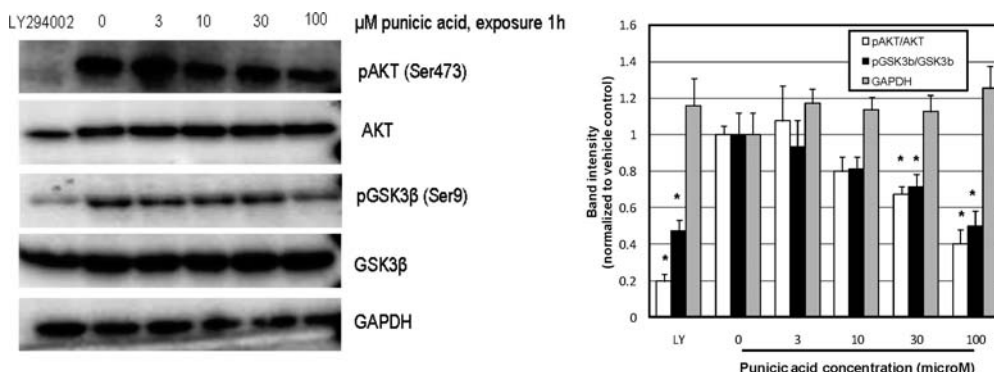 LY294002 0 3 10 30 100 µM punicic acid, exposure 1h
pAKT (Ser473)
AKT
pGSK3β (Ser9)
GSK3β
GAPDH
Band intensity
(normalized to vehicle control)
1.6
1.4
1.2
1
0.8
0.6
0.4
0.2
0
pAKT/AKT
pGSK3b/GSK3b
GAPDH
* * * * * *
LY 0 3 10 30 100
Punicic acid concentration (microM)